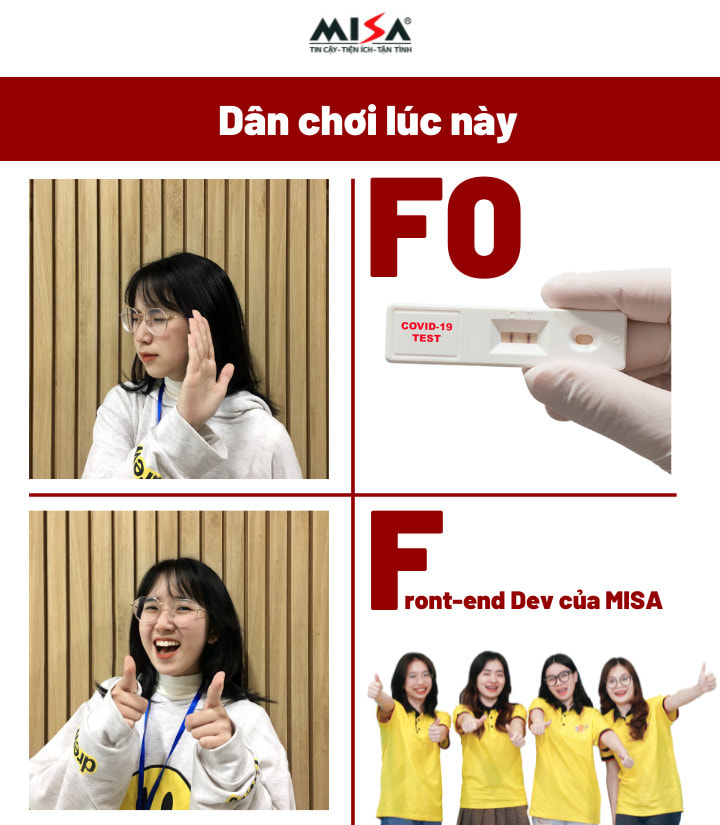 MISA®
TIN CẬY-TIỆN ÍCH-TẬN TÌNH
Dân chơi lúc này
F0
COVID-19
TEST
Front-end Dev của MISA